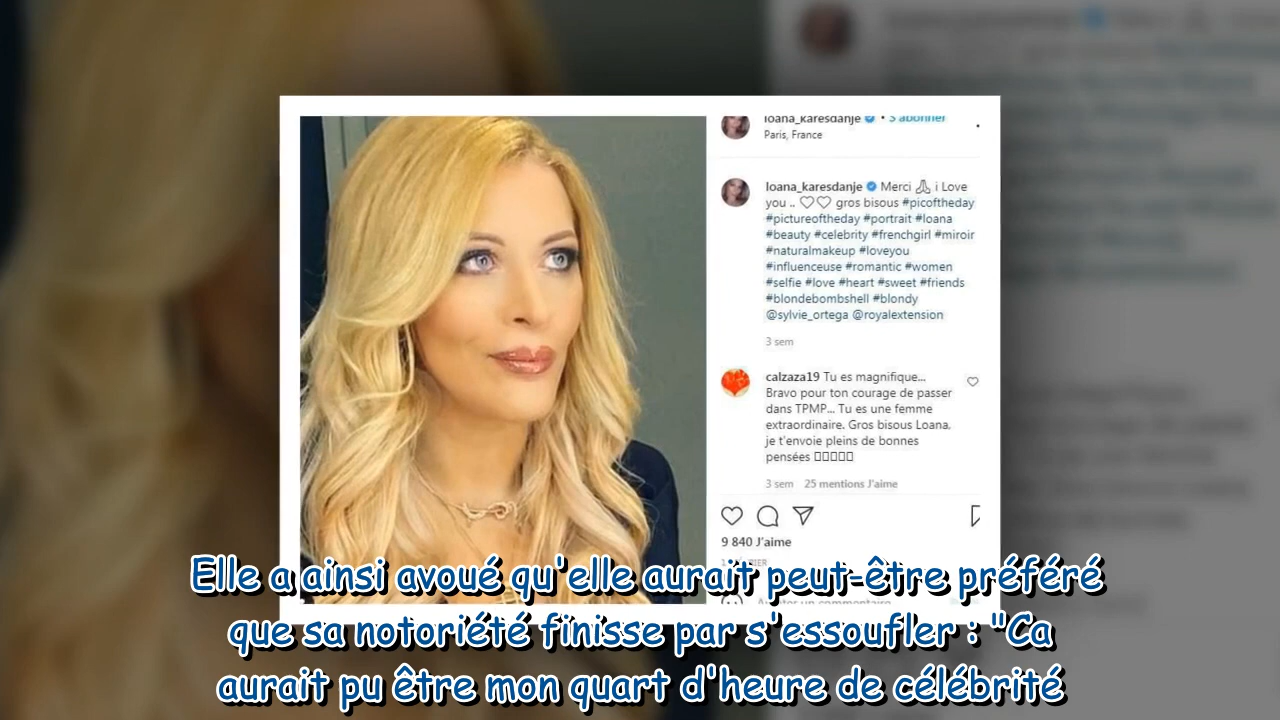 loana_karesdanje • S'abonner
Paris, France
loana_karesdanje Merci 🙏 i Love
you .. ♡♡ gros bisous #picoftheday
#pictureoftheday #portrait #loana
#beauty #celebrity #frenchgirl #miroir
#naturalmakeup #loveyou
#influenceuse #romantic #women
#selfie #love #heart #sweet #friends
#blondebombshell #blondy
@sylvie_ortega @royalextension
3 sem
calzaza19 Tu es magnifique...
Bravo pour ton courage de passer
dans TPMP... Tu es une femme
extraordinaire. Gros bisous Loana,
je t'envoie pleins de bonnes
pensées
3 sem 25 mentions J'aime
9 840 J'aime
Ajouter un commentaire
Elle a ainsi avoué qu'elle aurait peut-être préféré
que sa notoriété finisse par s'essoufler : "Ca
aurait pu être mon quart d'heure de célébrité